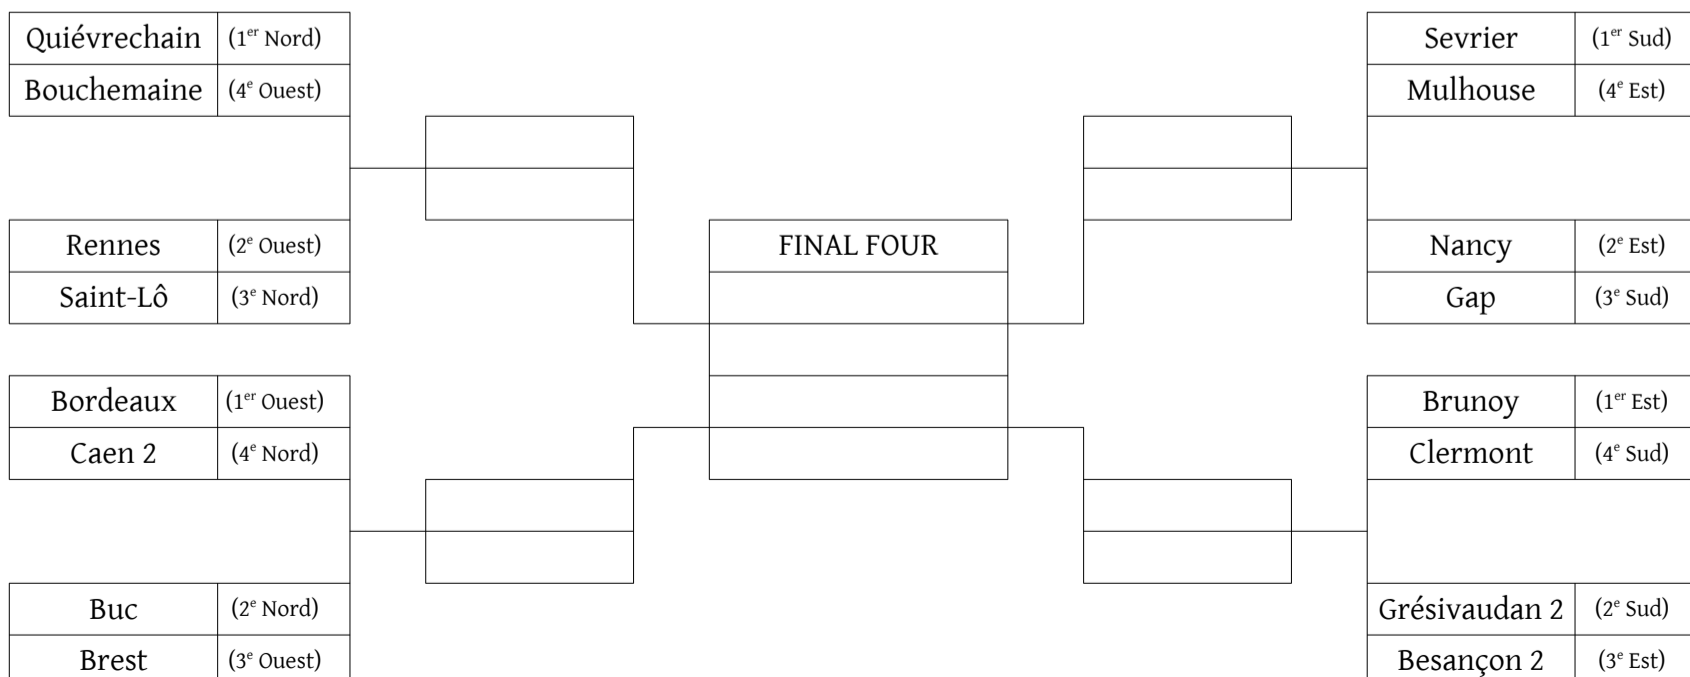 Quiévrechain (1er Nord)
Bouchemaine (4e Ouest)
Rennes (2e Ouest)
Saint-Lô (3e Nord)
Bordeaux (1er Ouest)
Caen 2 (4e Nord)
Buc (2e Nord)
Brest (3e Ouest)
FINAL FOUR
Sevrier (1er Sud)
Mulhouse (4e Est)
Nancy (2e Est)
Gap (3e Sud)
Brunoy (1er Est)
Clermont (4e Sud)
Grésivaudan 2 (2e Sud)
Besançon 2 (3e Est)